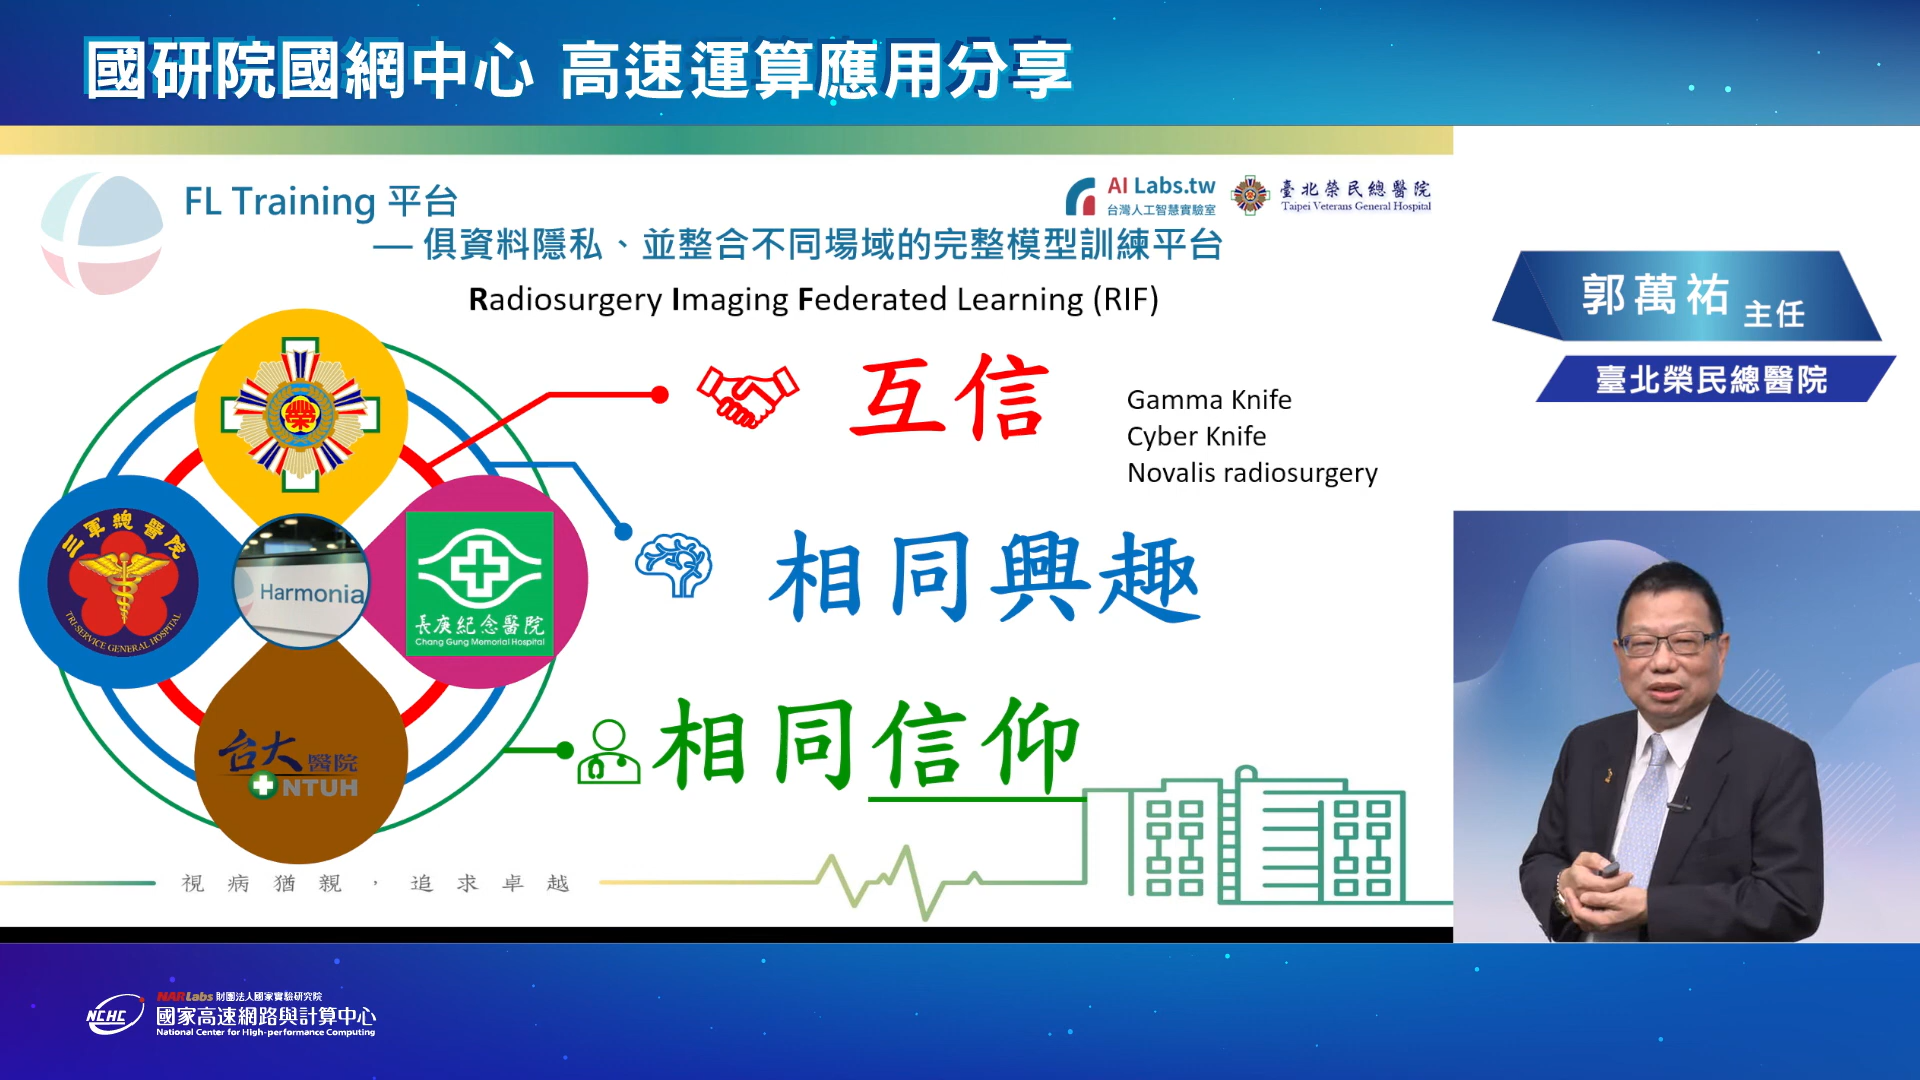 國研院國網中心 高速運算應用分享
FL Training 平台
— 俱資料隱私、並整合不同場域的完整模型訓練平台
AI Labs.tw
台灣人工智慧實驗室
臺北榮民總醫院
Taipei Veterans General Hospital
Radiosurgery Imaging Federated Learning (RIF)
郭萬祐 主任
臺北榮民總醫院
互信
Gamma Knife
Cyber Knife
Novalis radiosurgery
榮
三軍總醫院
TRI-SERVICE GENERAL HOSPITAL
Harmonia
長庚紀念醫院
Chang Gung Memorial Hospital
相同興趣
相同信仰
台大醫院
NTUH
視病猶親，追求卓越
NCHC
NARLabs 財團法人國家實驗研究院
國家高速網路與計算中心
National Center for High-performance Computing